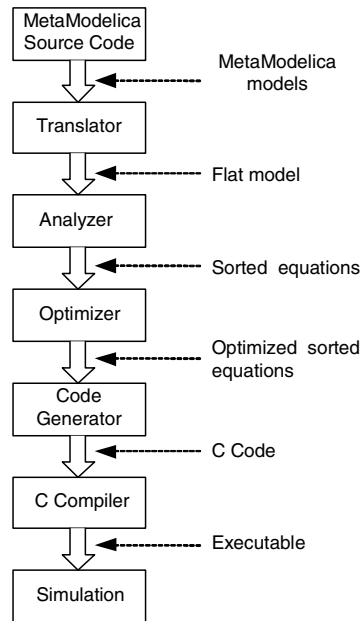 MetaModelica
Source Code
MetaModelica
models
Translator
Flat model
Analyzer
Sorted equations
Optimizer
Optimized sorted
equations
Code
Generator
C Code
C Compiler
Executable
Simulation